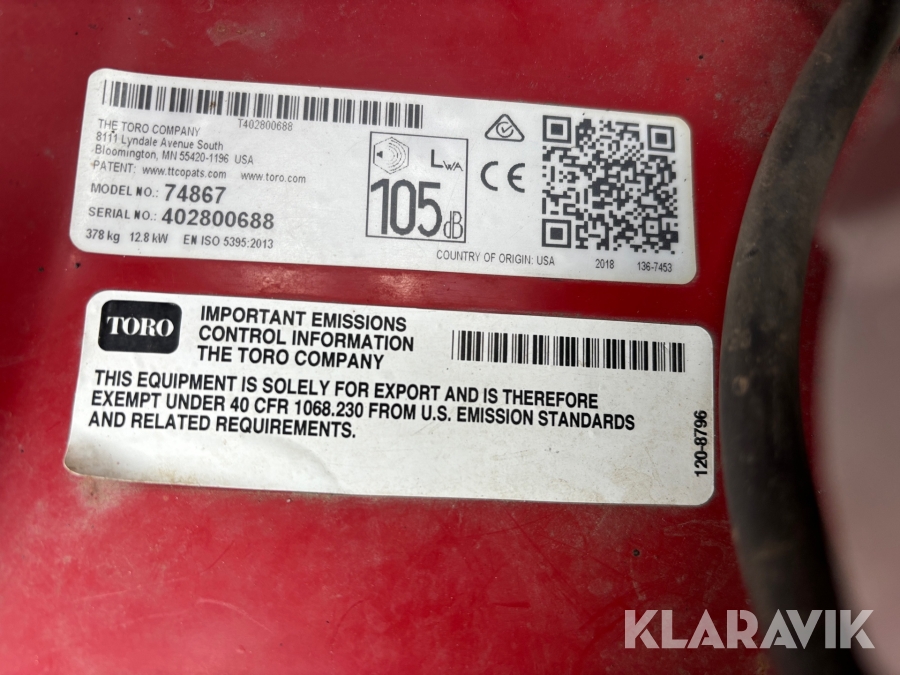 T402800688
THE TORO COMPANY
8111 Lyndale Avenue South
Bloomington, MN 55420-1196 USA
PATENT: www.ttcopats.com www.toro.com
MODEL NO.: 74867
SERIAL NO.: 402800688
378 kg 12.8 kW EN ISO 5395:2013
LWA
105dB
CE
COUNTRY OF ORIGIN: USA 2018 136-7453
TORO
IMPORTANT EMISSIONS
CONTROL INFORMATION
THE TORO COMPANY
THIS EQUIPMENT IS SOLELY FOR EXPORT AND IS THEREFORE
EXEMPT UNDER 40 CFR 1068.230 FROM U.S. EMISSION STANDARDS
AND RELATED REQUIREMENTS.
120-8796
KLARAVIK